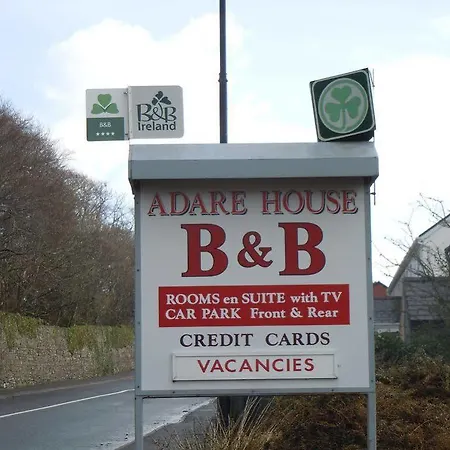 B&B
★★★★
B&B
Ireland
ADARE HOUSE
B & B
ROOMS en SUITE with TV
CAR PARK Front & Rear
CREDIT CARDS
VACANCIES